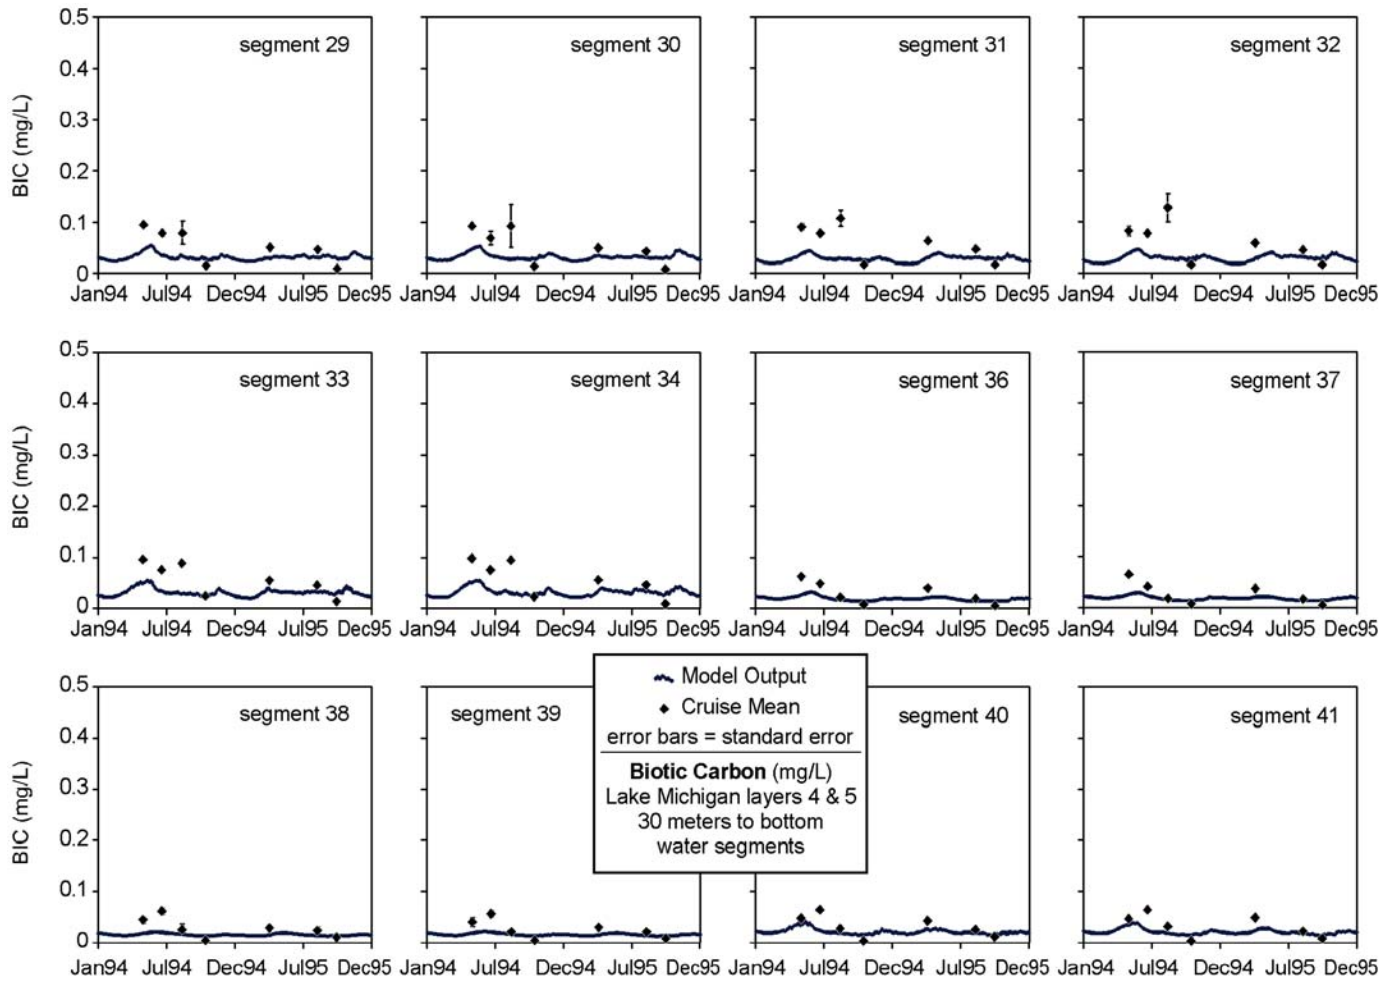 0.5
segment 29
segment 30
segment 31
segment 32
0.4
0.3
BIC (mg/L)
0.2
0.1
0
Jan94 Jul94 Dec94 Jul95 Dec95
Jan94 Jul94 Dec94 Jul95 Dec95
Jan94 Jul94 Dec94 Jul95 Dec95
Jan94 Jul94 Dec94 Jul95 Dec95
0.5
segment 33
segment 34
segment 36
segment 37
0.4
0.3
BIC (mg/L)
0.2
0.1
0
Jan94 Jul94 Dec94 Jul95 Dec95
Jan94 Jul94 Dec94 Jul95 Dec95
Jan94 Jul94 Dec94 Jul95 Dec95
Jan94 Jul94 Dec94 Jul95 Dec95
Model Output
Cruise Mean
error bars = standard error
Biotic Carbon (mg/L)
Lake Michigan layers 4 & 5
30 meters to bottom
water segments
0.5
segment 38
segment 39
segment 40
segment 41
0.4
0.3
BIC (mg/L)
0.2
0.1
0
Jan94 Jul94 Dec94 Jul95 Dec95
Jan94 Jul94 Dec94 Jul95 Dec95
Jan94 Jul94 Dec94 Jul95 Dec95
Jan94 Jul94 Dec94 Jul95 Dec95